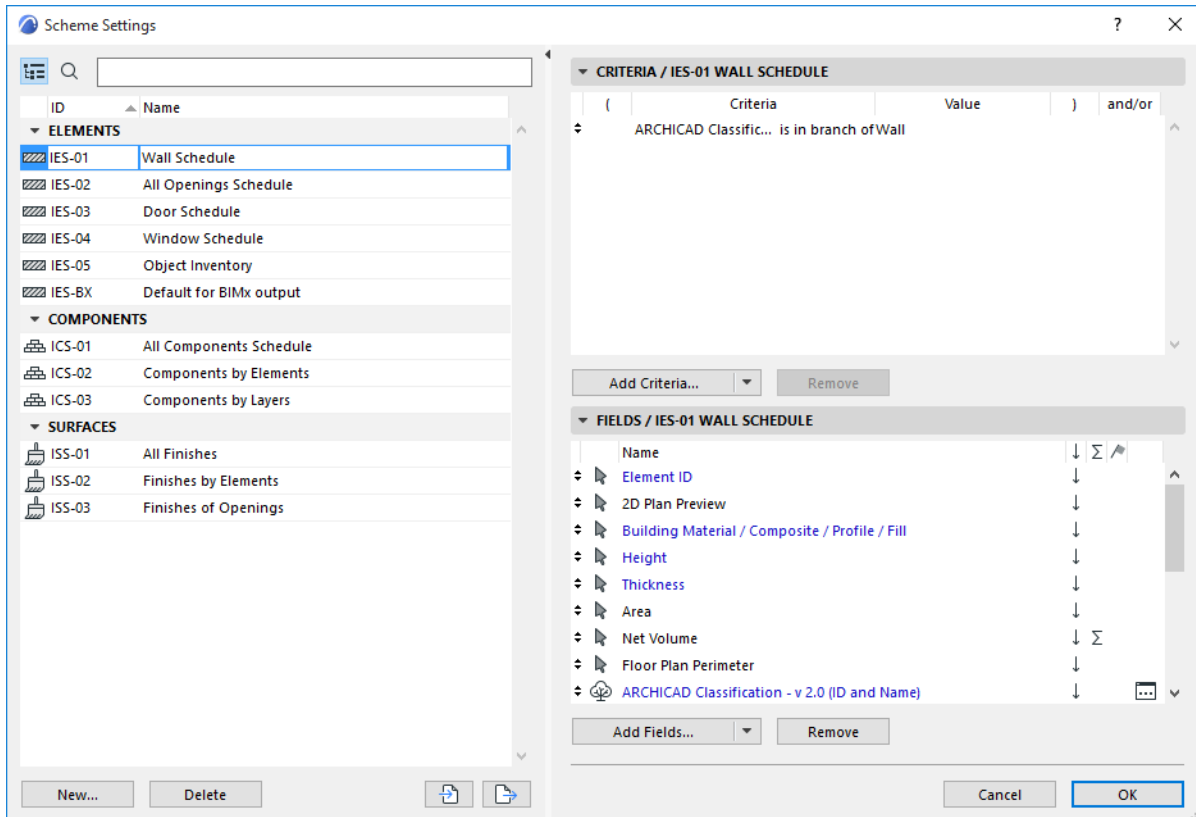 Scheme Settings
?
ID Name
ELEMENTS
IES-01 Wall Schedule
IES-02 All Openings Schedule
IES-03 Door Schedule
IES-04 Window Schedule
IES-05 Object Inventory
IES-BX Default for BIMx output
COMPONENTS
ICS-01 All Components Schedule
ICS-02 Components by Elements
ICS-03 Components by Layers
SURFACES
ISS-01 All Finishes
ISS-02 Finishes by Elements
ISS-03 Finishes of Openings
New... Delete
CRITERIA / IES-01 WALL SCHEDULE
( Criteria Value ) and/or
ARCHICAD Classific... is in branch of Wall
Add Criteria... Remove
FIELDS / IES-01 WALL SCHEDULE
Name ↓ Σ
Element ID ↓
2D Plan Preview ↓
Building Material / Composite / Profile / Fill ↓
Height ↓
Thickness ↓
Area ↓
Net Volume ↓ Σ
Floor Plan Perimeter ↓
ARCHICAD Classification - v 2.0 (ID and Name) ↓
Add Fields... Remove
Cancel OK